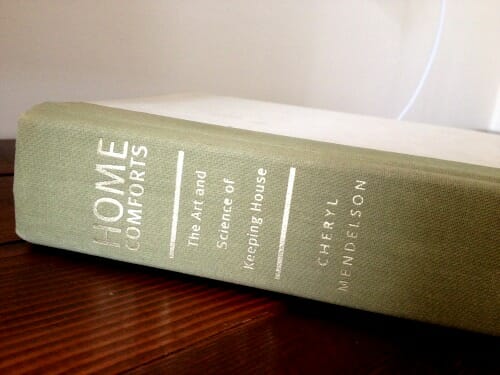 HOME
COMFORTS
The Art and
Science of
Keeping House
CHERYL
MENDELSON